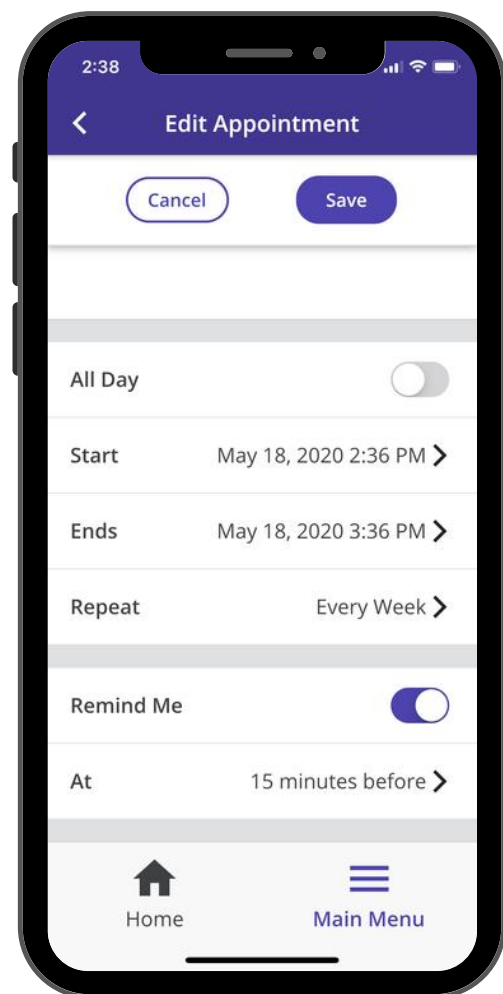 2:38
Edit Appointment
Cancel Save
All Day
Start May 18, 2020 2:36 PM
Ends May 18, 2020 3:36 PM
Repeat Every Week
Remind Me
At 15 minutes before
Home Main Menu